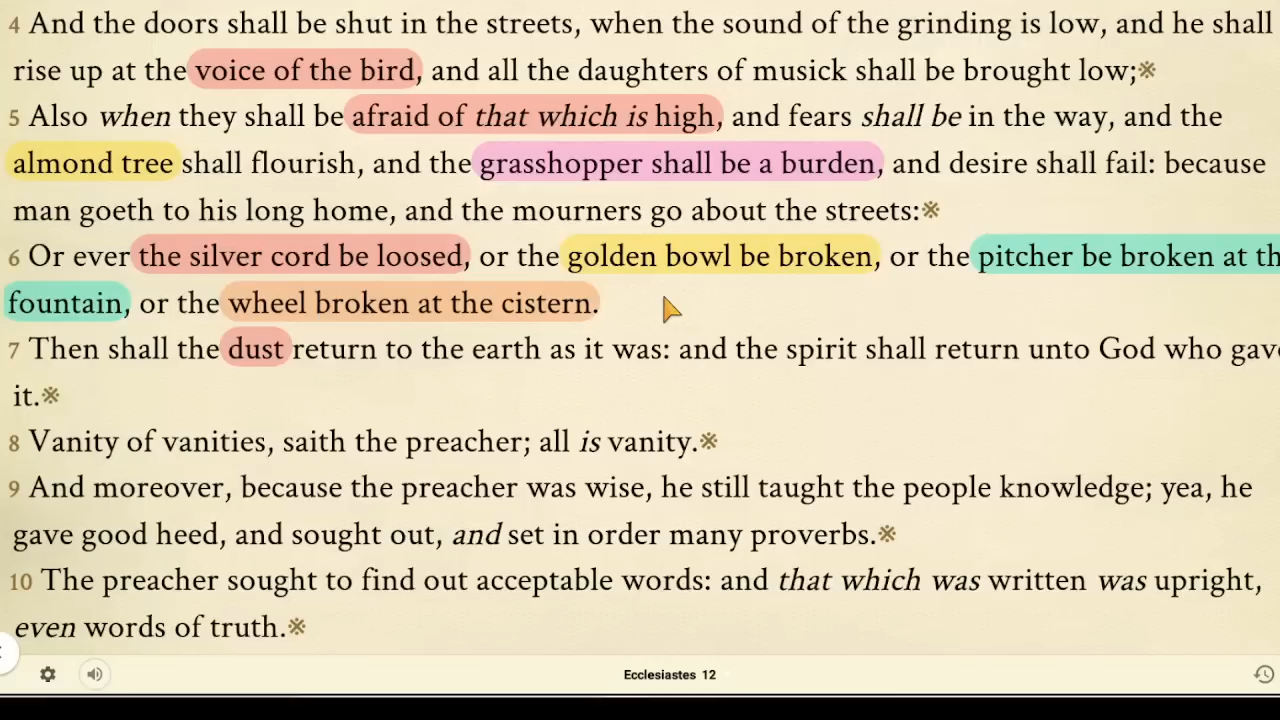 4 And the doors shall be shut in the streets, when the sound of the grinding is low, and he shall
rise up at the voice of the bird, and all the daughters of musick shall be brought low;※
5 Also when they shall be afraid of that which is high, and fears shall be in the way, and the
almond tree shall flourish, and the grasshopper shall be a burden, and desire shall fail: because
man goeth to his long home, and the mourners go about the streets:※
6 Or ever the silver cord be loosed, or the golden bowl be broken, or the pitcher be broken at th
fountain, or the wheel broken at the cistern.
7 Then shall the dust return to the earth as it was: and the spirit shall return unto God who gav
it.※
8 Vanity of vanities, saith the preacher; all is vanity.※
9 And moreover, because the preacher was wise, he still taught the people knowledge; yea, he
gave good heed, and sought out, and set in order many proverbs.※
10 The preacher sought to find out acceptable words: and that which was written was upright,
even words of truth.※
Ecclesiastes 12